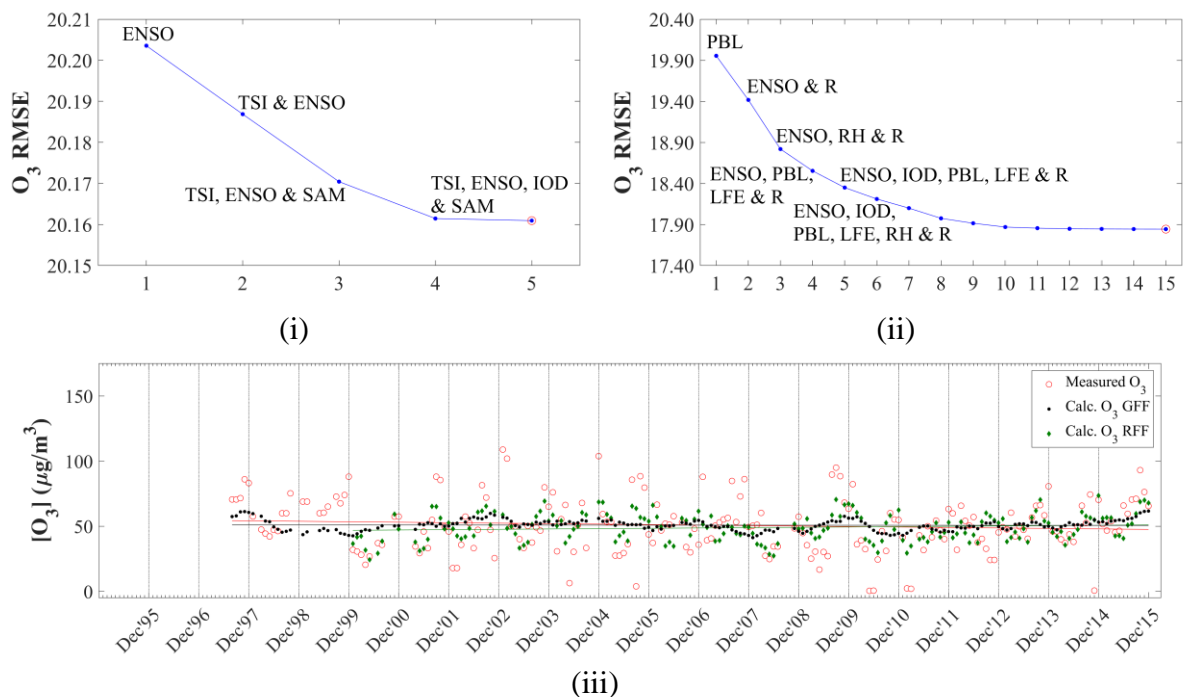 20.21
20.20
20.19
20.18
20.17
20.16
20.15
O3 RMSE
ENSO
TSI & ENSO
TSI, ENSO & SAM
TSI, ENSO, IOD
& SAM
1 2 3 4 5
(i)
20.40
19.90
19.40
18.90
18.40
17.90
17.40
O3 RMSE
PBL
ENSO & R
ENSO, RH & R
ENSO, PBL,
LFE & R
ENSO, IOD, PBL, LFE & R
ENSO, IOD,
PBL, LFE, RH & R
1 2 3 4 5 6 7 8 9 10 11 12 13 14 15
(ii)
150
100
50
0
[O3] (μg/m3)
Measured O3
Calc. O3 GFF
Calc. O3 RFF
Dec'95 Dec'96 Dec'97 Dec'98 Dec'99 Dec'00 Dec'01 Dec'02 Dec'03 Dec'04 Dec'05 Dec'06 Dec'07 Dec'08 Dec'09 Dec'10 Dec'11 Dec'12 Dec'13 Dec'14 Dec'15
(iii)